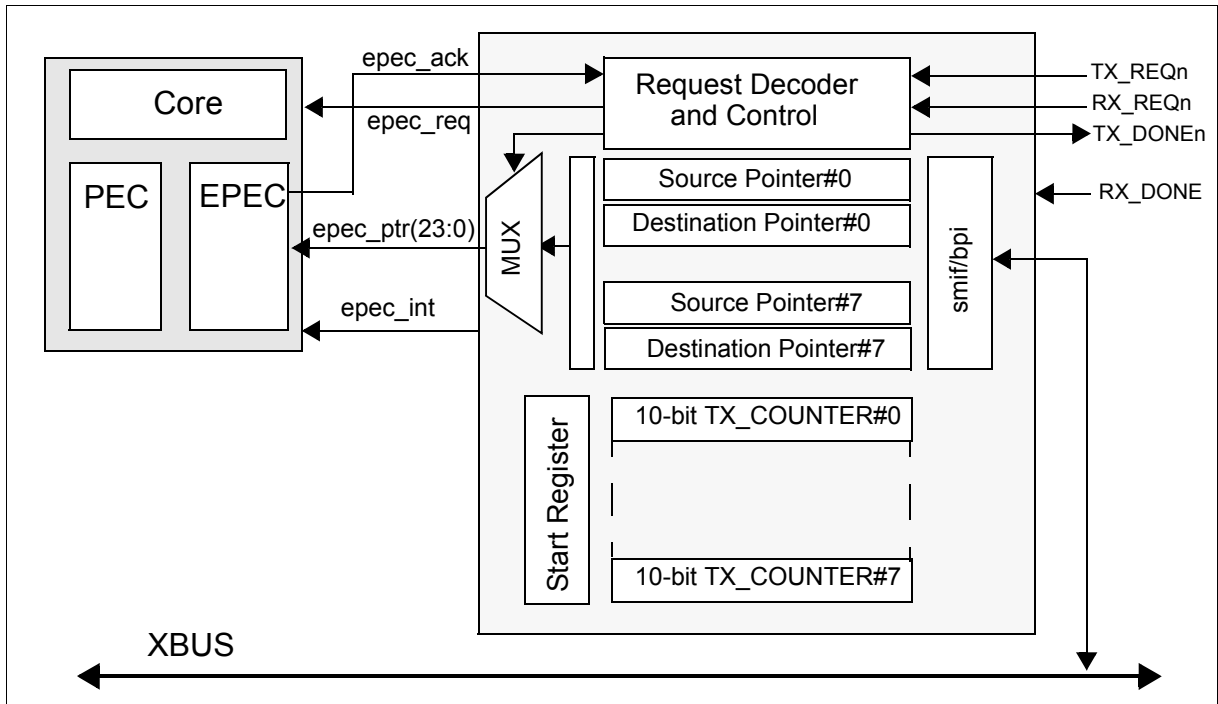 epec_ack
Core
epec_req
PEC
EPEC
epec_ptr(23:0)
epec_int
Request Decoder
and Control
TX_REQn
RX_REQn
TX_DONEn
RX_DONE
MUX
Source Pointer#0
Destination Pointer#0
Source Pointer#7
Destination Pointer#7
smif/bpi
Start Register
10-bit TX_COUNTER#0
10-bit TX_COUNTER#7
XBUS